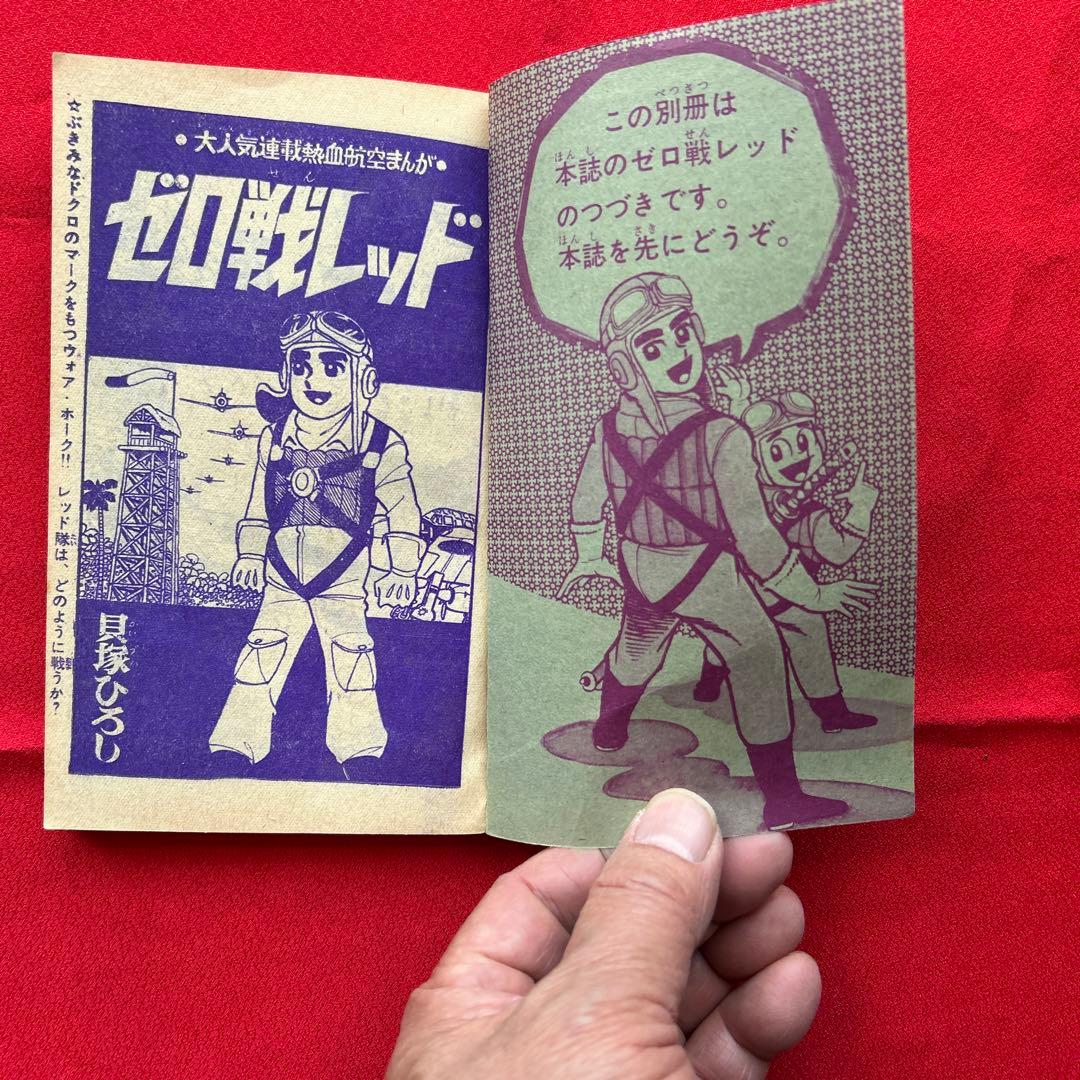 この別冊は
本誌のゼロ戦レッド
のつづきです。
本誌を先にどうぞ。
・大人気連載熱血航空まんが・
ゼロ戦レッド
貝塚ひろし
☆ぶきみなドクロのマークをもつウォア・ホーク!! レッド隊は、どのように戦うか?